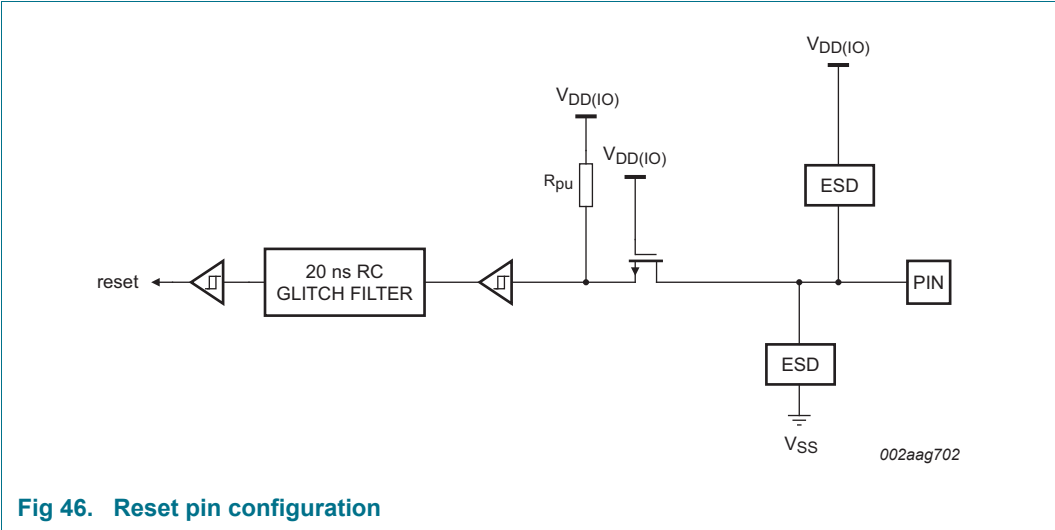 VDD(IO)
VDD(IO)
VDD(IO)
Rpu
ESD
reset
20 ns RC
GLITCH FILTER
PIN
ESD
VSS
002aag702
Fig 46. Reset pin configuration